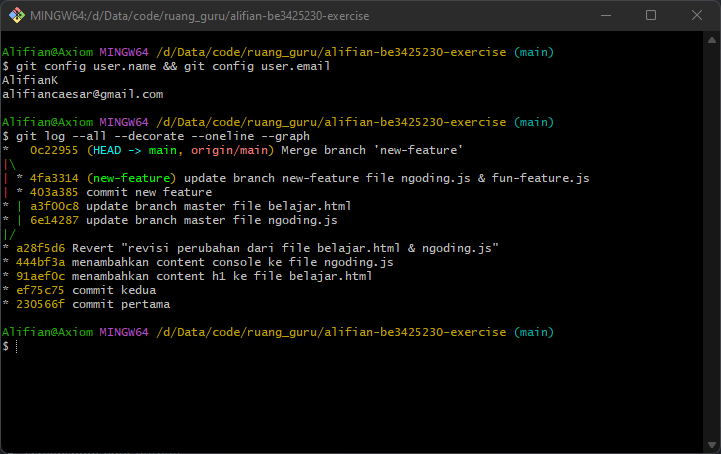 MINGW64:/d/Data/code/ruang_guru/alifian-be3425230-exercise
Alifian@Axiom MINGW64 /d/Data/code/ruang_guru/alifian-be3425230-exercise (main)
$ git config user.name && git config user.email
AlifianK
alifiancaesar@gmail.com
Alifian@Axiom MINGW64 /d/Data/code/ruang_guru/alifian-be3425230-exercise (main)
$ git log --all --decorate --oneline --graph
*   0c22955 (HEAD -> main, origin/main) Merge branch 'new-feature'
|\
| * 4fa3314 (new-feature) update branch new-feature file ngoding.js & fun-feature.js
| * 403a385 commit new feature
* | a3f00c8 update branch master file belajar.html
* | 6e14287 update branch master file ngoding.js
|/
* a28f5d6 Revert "revisi perubahan dari file belajar.html & ngoding.js"
* 444bf3a menambahkan content console ke file ngoding.js
* 91aef0c menambahkan content h1 ke file belajar.html
* ef75c75 commit kedua
* 230566f commit pertama
Alifian@Axiom MINGW64 /d/Data/code/ruang_guru/alifian-be3425230-exercise (main)
$